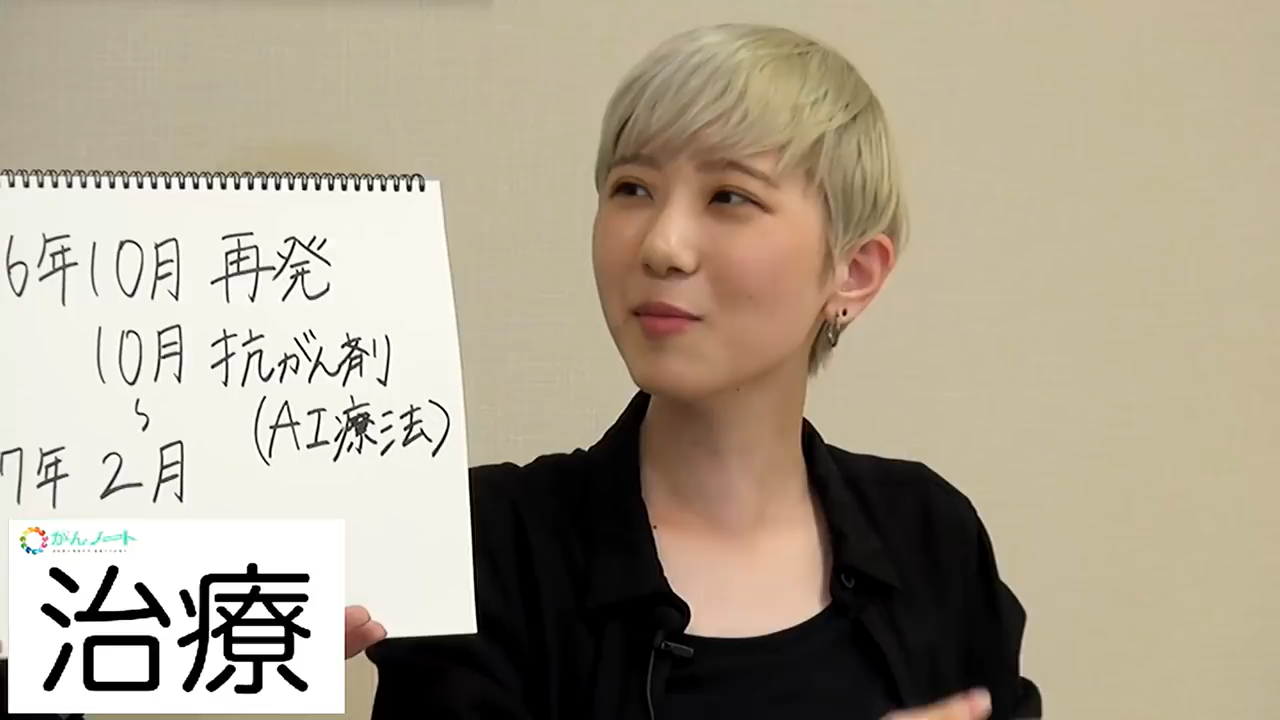 6年10月 再発
10月 抗がん剤
〜
(AI療法)
7年 2月
がんノート
治療